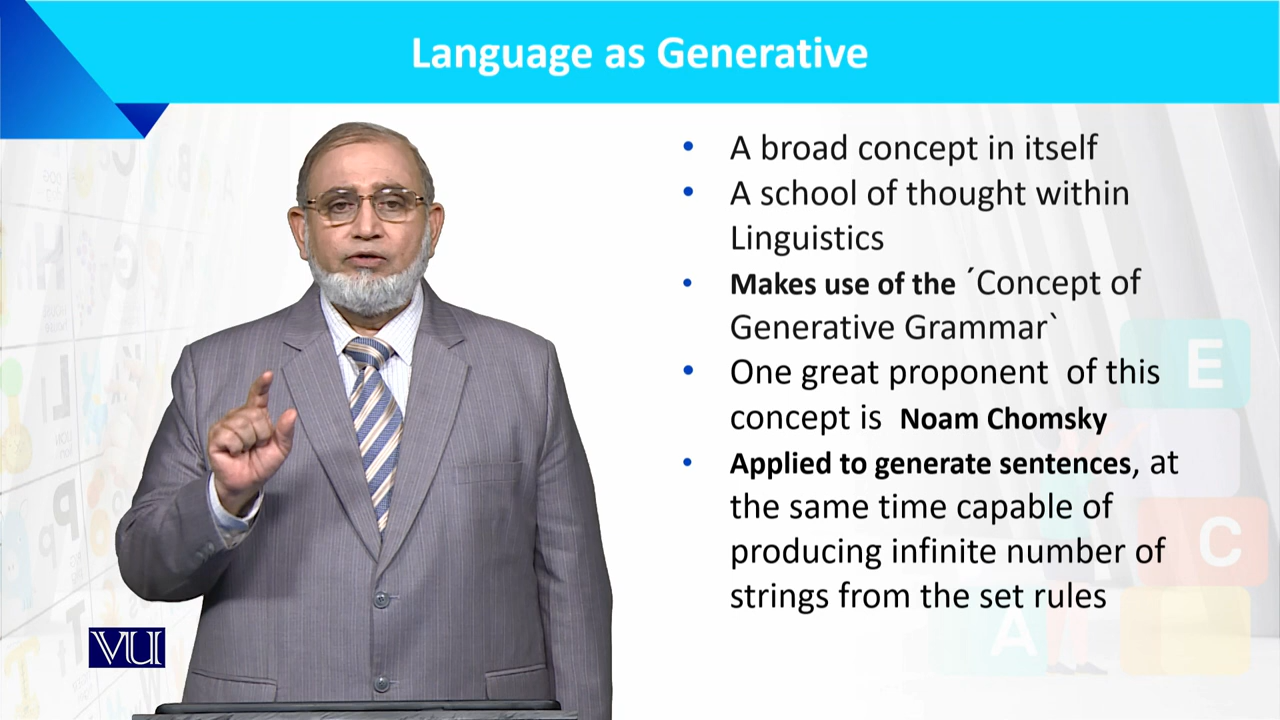 Language as Generative
• A broad concept in itself
• A school of thought within
Linguistics
• Makes use of the ´Concept of
Generative Grammar`
• One great proponent of this
concept is Noam Chomsky
• Applied to generate sentences, at
the same time capable of
producing infinite number of
strings from the set rules
VU
E
C
A